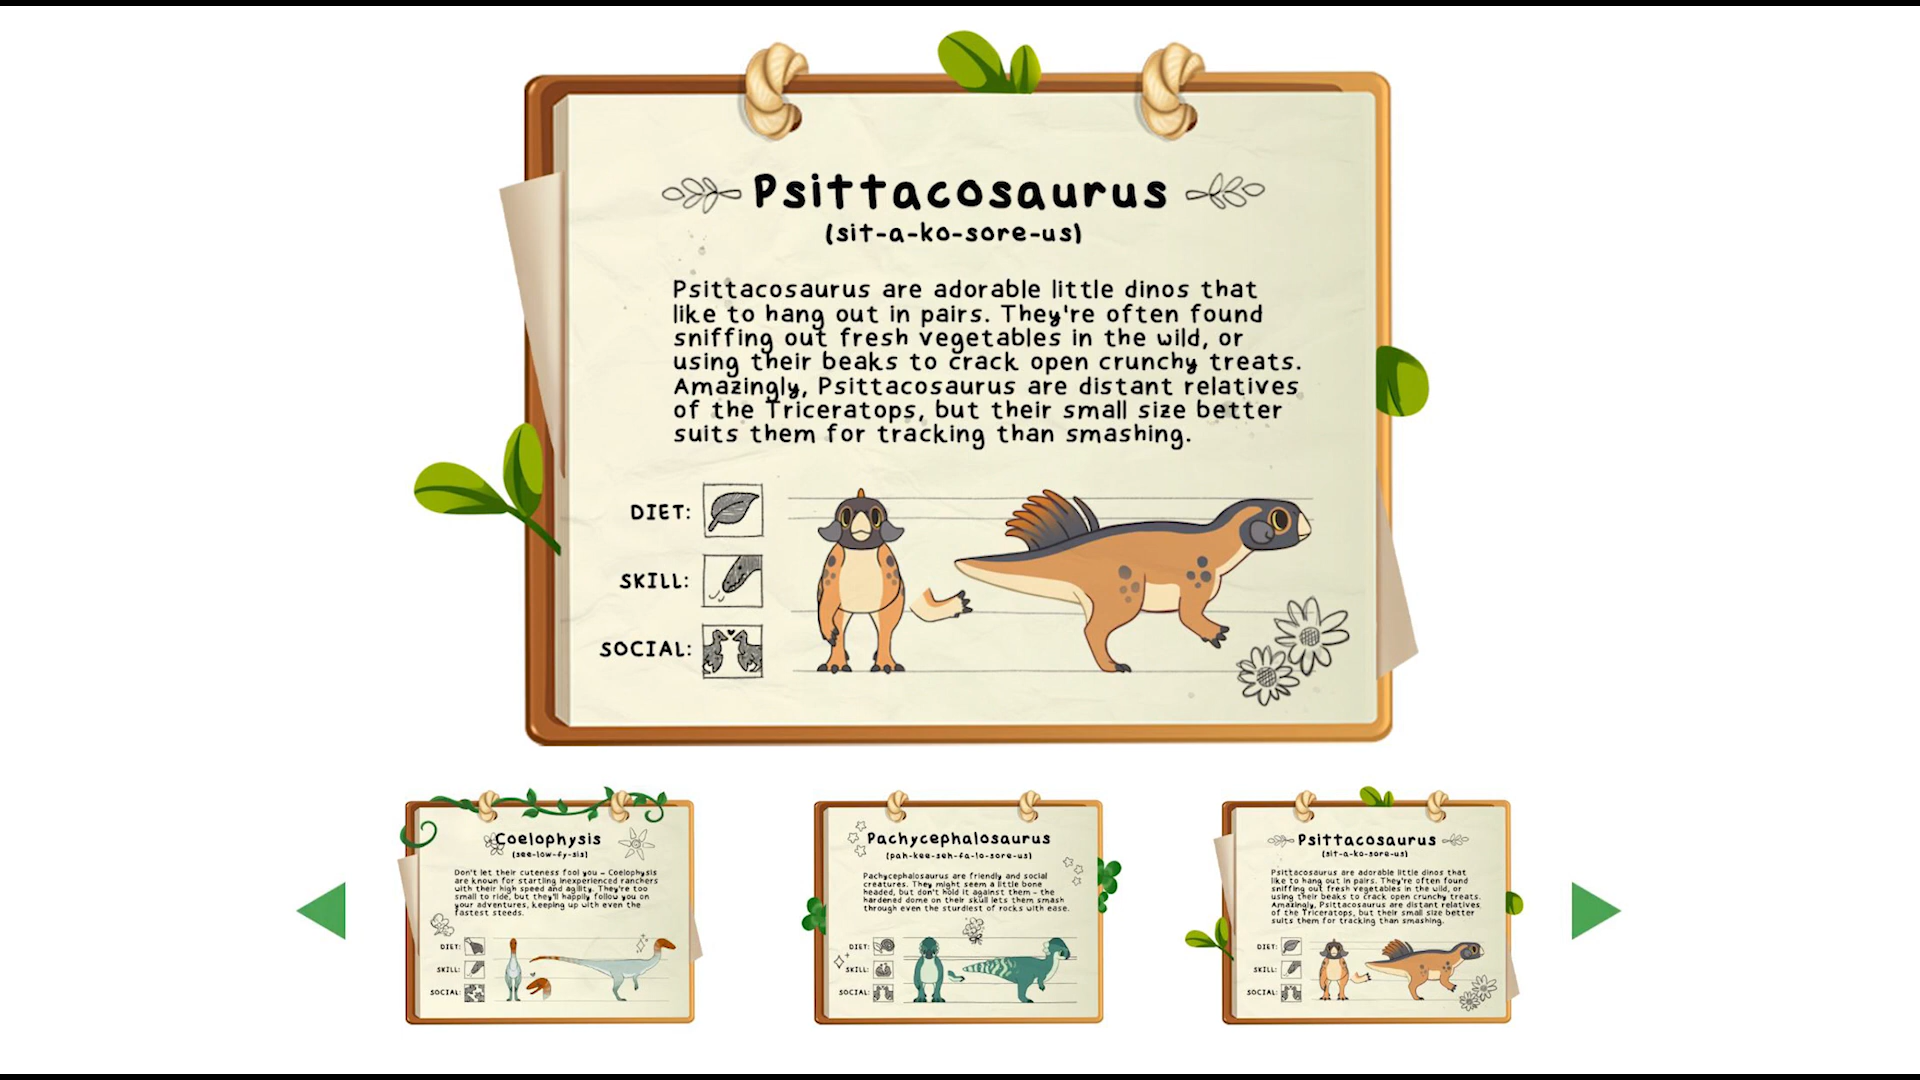 Psittacosaurus
(sit-a-ko-sore-us)
Psittacosaurus are adorable little dinos that
like to hang out in pairs. They're often found
sniffing out fresh vegetables in the wild, or
using their beaks to crack open crunchy treats.
Amazingly, Psittacosaurus are distant relatives
of the Triceratops, but their small size better
suits them for tracking than smashing.
DIET:
SKILL:
SOCIAL:
Coelophysis
(see-low-fy-sis)
Don't let their cuteness fool you - Coelophysis
are known for startling inexperienced ranchers
with their high speed and agility. They're too
small to ride, but they'll happily follow you on
your adventures, keeping up with even the
fastest steeds.
DIET:
SKILL:
SOCIAL:
Pachycephalosaurus
(pah-kee-seh-fa-lo-sore-us)
Pachycephalosaurus are friendly and social
creatures. They might seem a little bone
headed, but don't hold it against them - the
hardened dome on their skull lets them smash
through even the sturdiest of rocks with ease.
DIET:
SKILL:
SOCIAL:
Psittacosaurus
(sit-a-ko-sore-us)
Psittacosaurus are adorable little dinos that
like to hang out in pairs. They're often found
sniffing out fresh vegetables in the wild, or
using their beaks to crack open crunchy treats.
Amazingly, Psittacosaurus are distant relatives
of the Triceratops, but their small size better
suits them for tracking than smashing.
DIET:
SKILL:
SOCIAL: